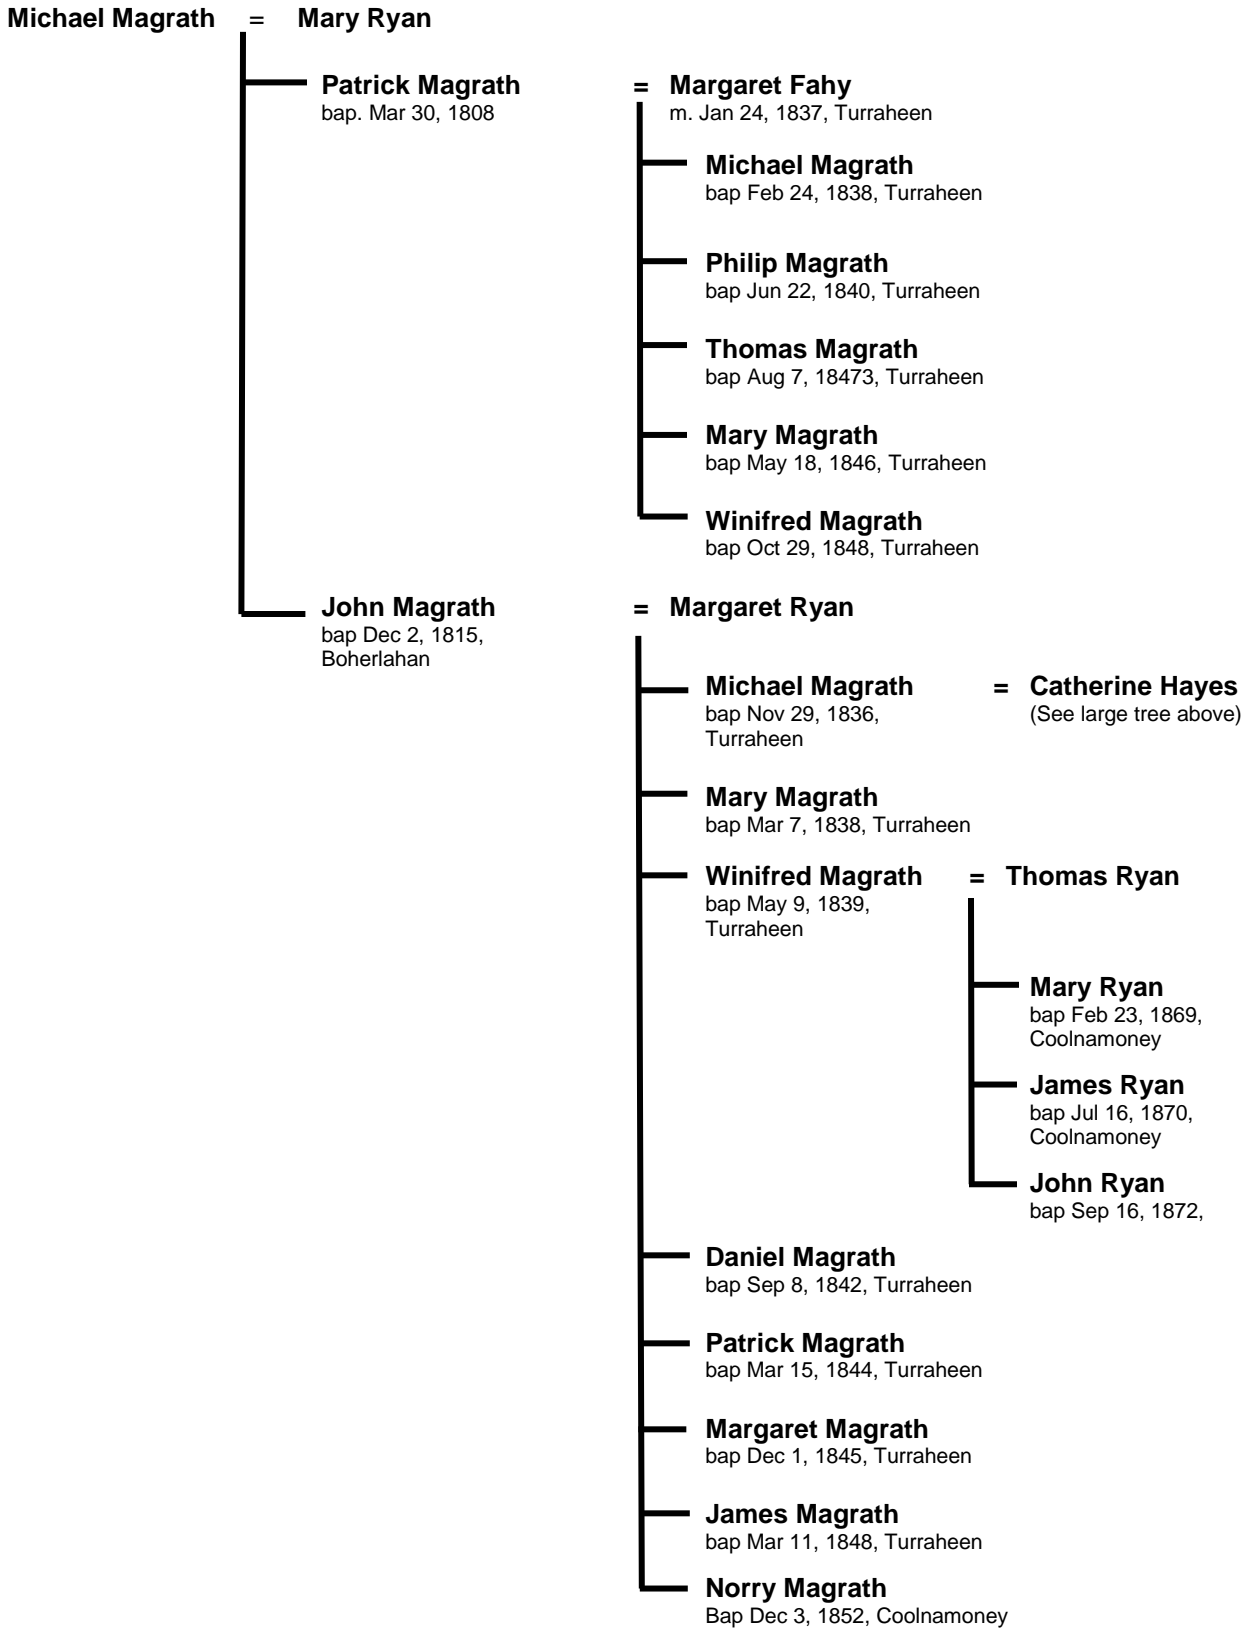 Michael Magrath = Mary Ryan
Patrick Magrath = Margaret Fahy
bap. Mar 30, 1808
m. Jan 24, 1837, Turraheen
Michael Magrath
bap Feb 24, 1838, Turraheen
Philip Magrath
bap Jun 22, 1840, Turraheen
Thomas Magrath
bap Aug 7, 18473, Turraheen
Mary Magrath
bap May 18, 1846, Turraheen
Winifred Magrath
bap Oct 29, 1848, Turraheen
John Magrath = Margaret Ryan
bap Dec 2, 1815,
Boherlahan
Michael Magrath = Catherine Hayes
bap Nov 29, 1836,
Turraheen
(See large tree above)
Mary Magrath
bap Mar 7, 1838, Turraheen
Winifred Magrath = Thomas Ryan
bap May 9, 1839,
Turraheen
Mary Ryan
bap Feb 23, 1869,
Coolnamoney
James Ryan
bap Jul 16, 1870,
Coolnamoney
John Ryan
bap Sep 16, 1872,
Daniel Magrath
bap Sep 8, 1842, Turraheen
Patrick Magrath
bap Mar 15, 1844, Turraheen
Margaret Magrath
bap Dec 1, 1845, Turraheen
James Magrath
bap Mar 11, 1848, Turraheen
Norry Magrath
Bap Dec 3, 1852, Coolnamoney